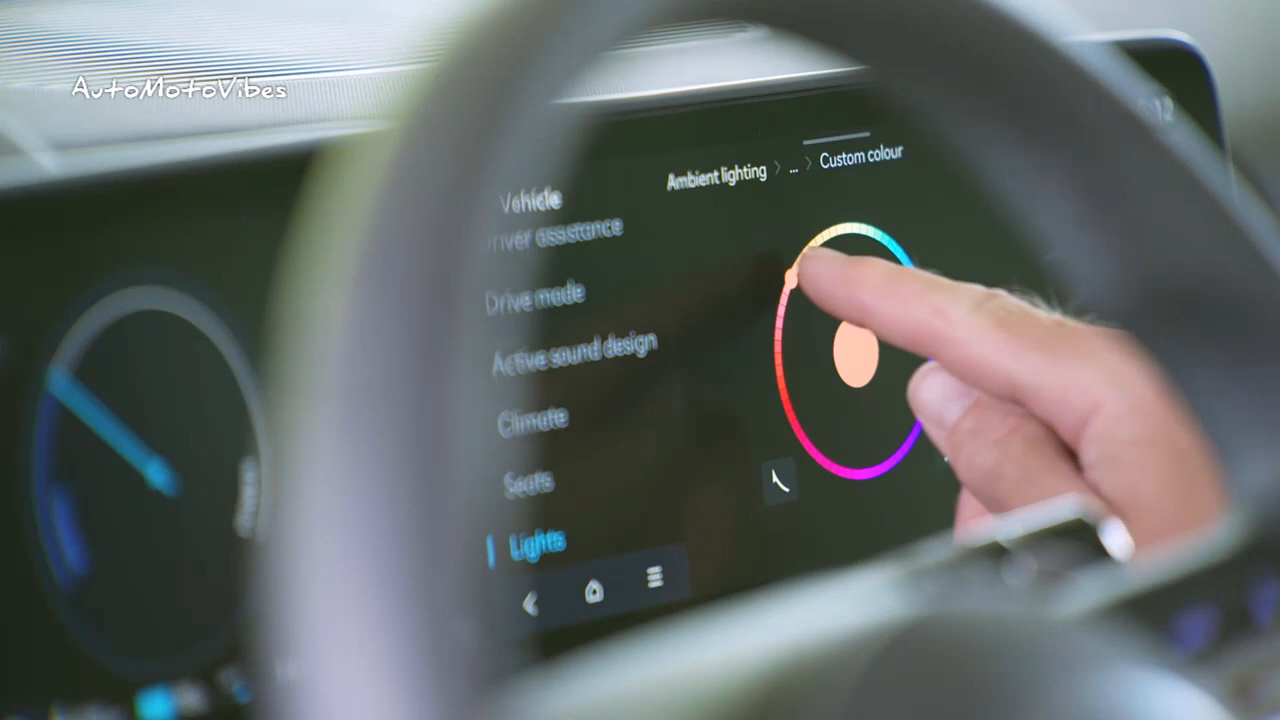 AutoMotoVibes
Ambient lighting > ... > Custom colour
Vehicle
Driver assistance
Drive mode
Active sound design
Climate
Seats
Lights